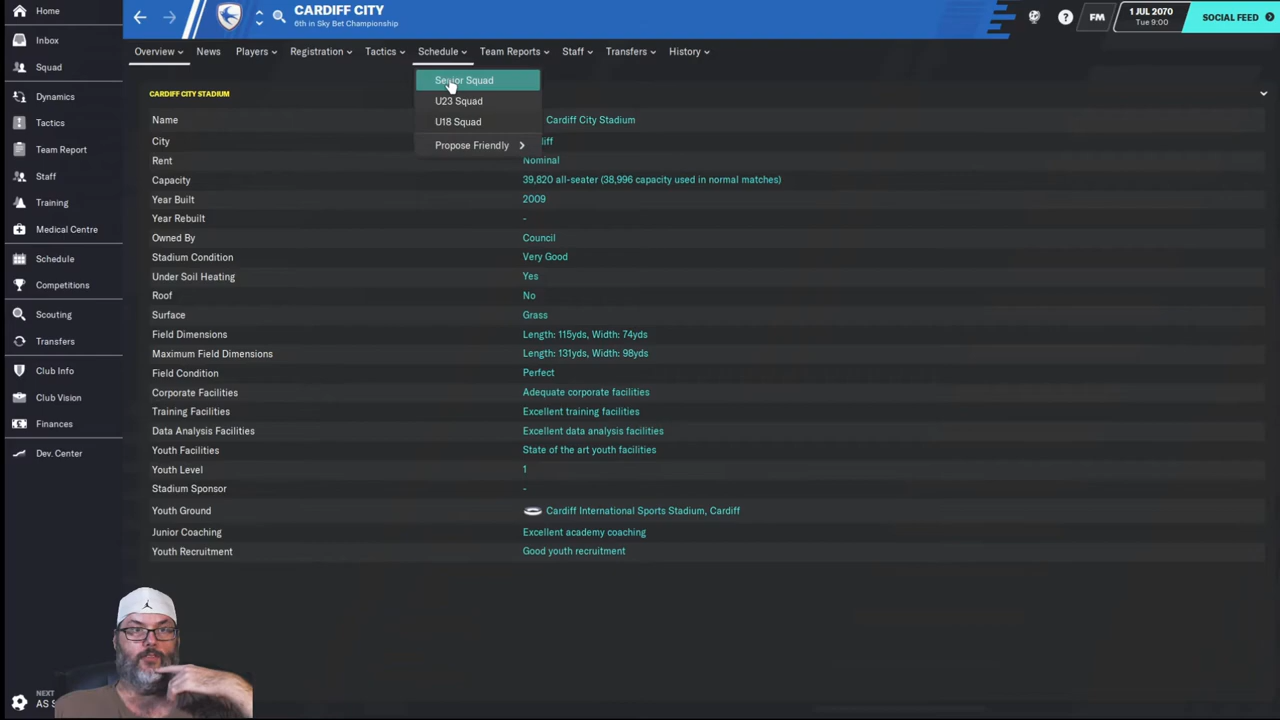 Home
CARDIFF CITY
6th in Sky Bet Championship
FM
1 JUL 2070
TUE 9:00
SOCIAL FEED
Inbox
Squad
Dynamics
Tactics
Team Report
Staff
Training
Medical Centre
Schedule
Competitions
Scouting
Transfers
Club Info
Club Vision
Finances
Dev. Center
NEXT
AS S
Overview
News
Players
Registration
Tactics
Schedule
Team Reports
Staff
Transfers
History
Senior Squad
U23 Squad
U18 Squad
Propose Friendly
CARDIFF CITY STADIUM
Name Cardiff City Stadium
City diff
Rent Nominal
Capacity 39,820 all-seater (38,996 capacity used in normal matches)
Year Built 2009
Year Rebuilt -
Owned By Council
Stadium Condition Very Good
Under Soil Heating Yes
Roof No
Surface Grass
Field Dimensions Length: 115yds, Width: 74yds
Maximum Field Dimensions Length: 131yds, Width: 98yds
Field Condition Perfect
Corporate Facilities Adequate corporate facilities
Training Facilities Excellent training facilities
Data Analysis Facilities Excellent data analysis facilities
Youth Facilities State of the art youth facilities
Youth Level 1
Stadium Sponsor -
Youth Ground Cardiff International Sports Stadium, Cardiff
Junior Coaching Excellent academy coaching
Youth Recruitment Good youth recruitment